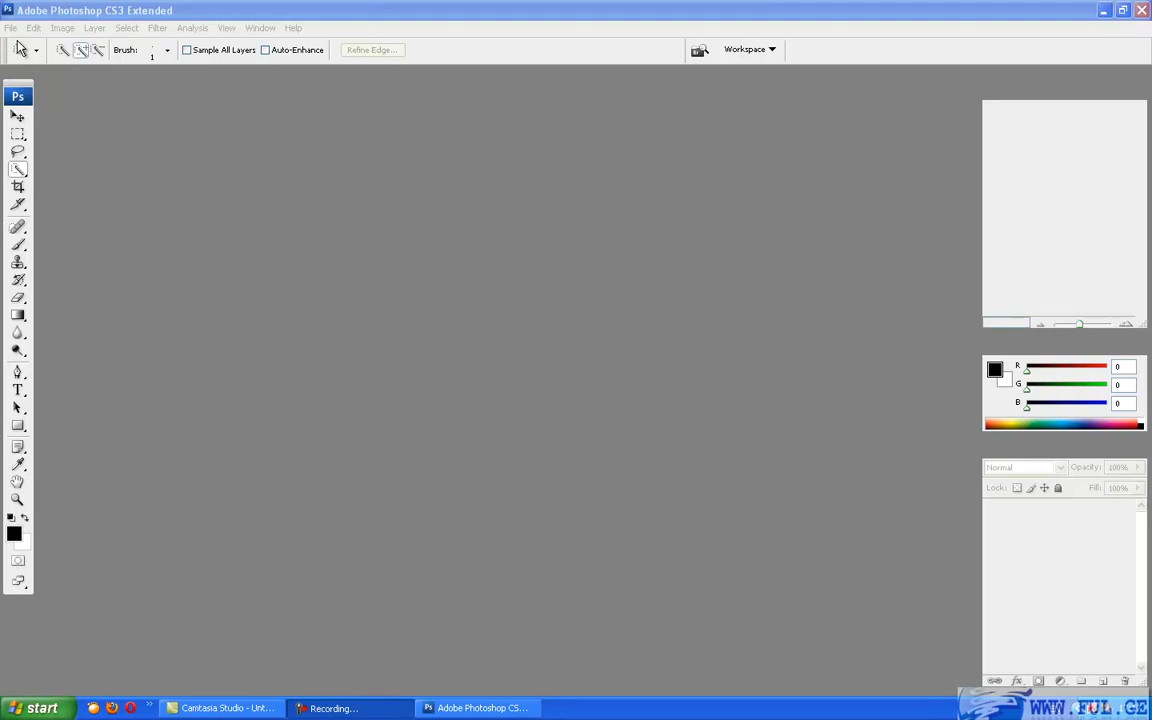 Adobe Photoshop CS3 Extended
File Edit Image Layer Select Filter Analysis View Window Help
Brush: 1 Sample All Layers Auto-Enhance Refine Edge... Workspace
Ps
T
R 0
G 0
B 0
Normal Opacity: 100%
Lock: Fill: 100%
start Camtasia Studio - Unt... Recording... Adobe Photoshop CS...